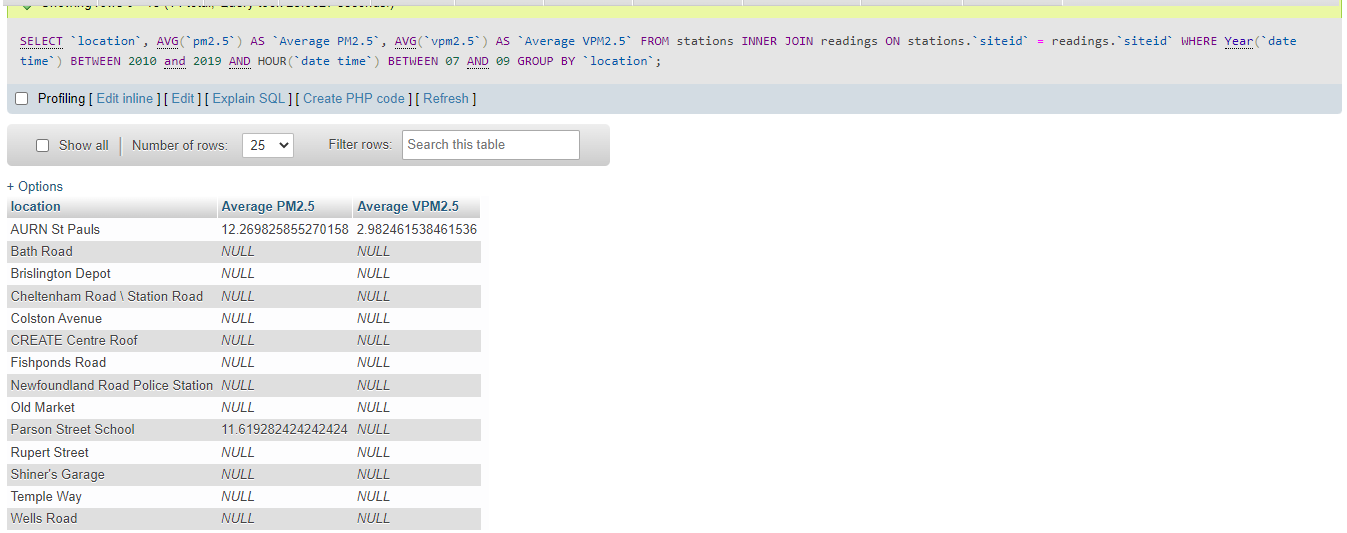 SELECT `location`, AVG(`pm2.5`) AS `Average PM2.5`, AVG(`vpm2.5`) AS `Average VPM2.5` FROM stations INNER JOIN readings ON stations.`siteid` = readings.`siteid` WHERE Year(`date
time`) BETWEEN 2010 and 2019 AND HOUR(`date time`) BETWEEN 07 AND 09 GROUP BY `location`;
Profiling [ Edit inline ] [ Edit ] [ Explain SQL ] [ Create PHP code ] [ Refresh ]
Show all Number of rows: 25 Filter rows: Search this table
+ Options
location Average PM2.5 Average VPM2.5
AURN St Pauls 12.269825855270158 2.982461538461536
Bath Road NULL NULL
Brislington Depot NULL NULL
Cheltenham Road \ Station Road NULL NULL
Colston Avenue NULL NULL
CREATE Centre Roof NULL NULL
Fishponds Road NULL NULL
Newfoundland Road Police Station NULL NULL
Old Market NULL NULL
Parson Street School 11.619282424242424 NULL
Rupert Street NULL NULL
Shiner's Garage NULL NULL
Temple Way NULL NULL
Wells Road NULL NULL